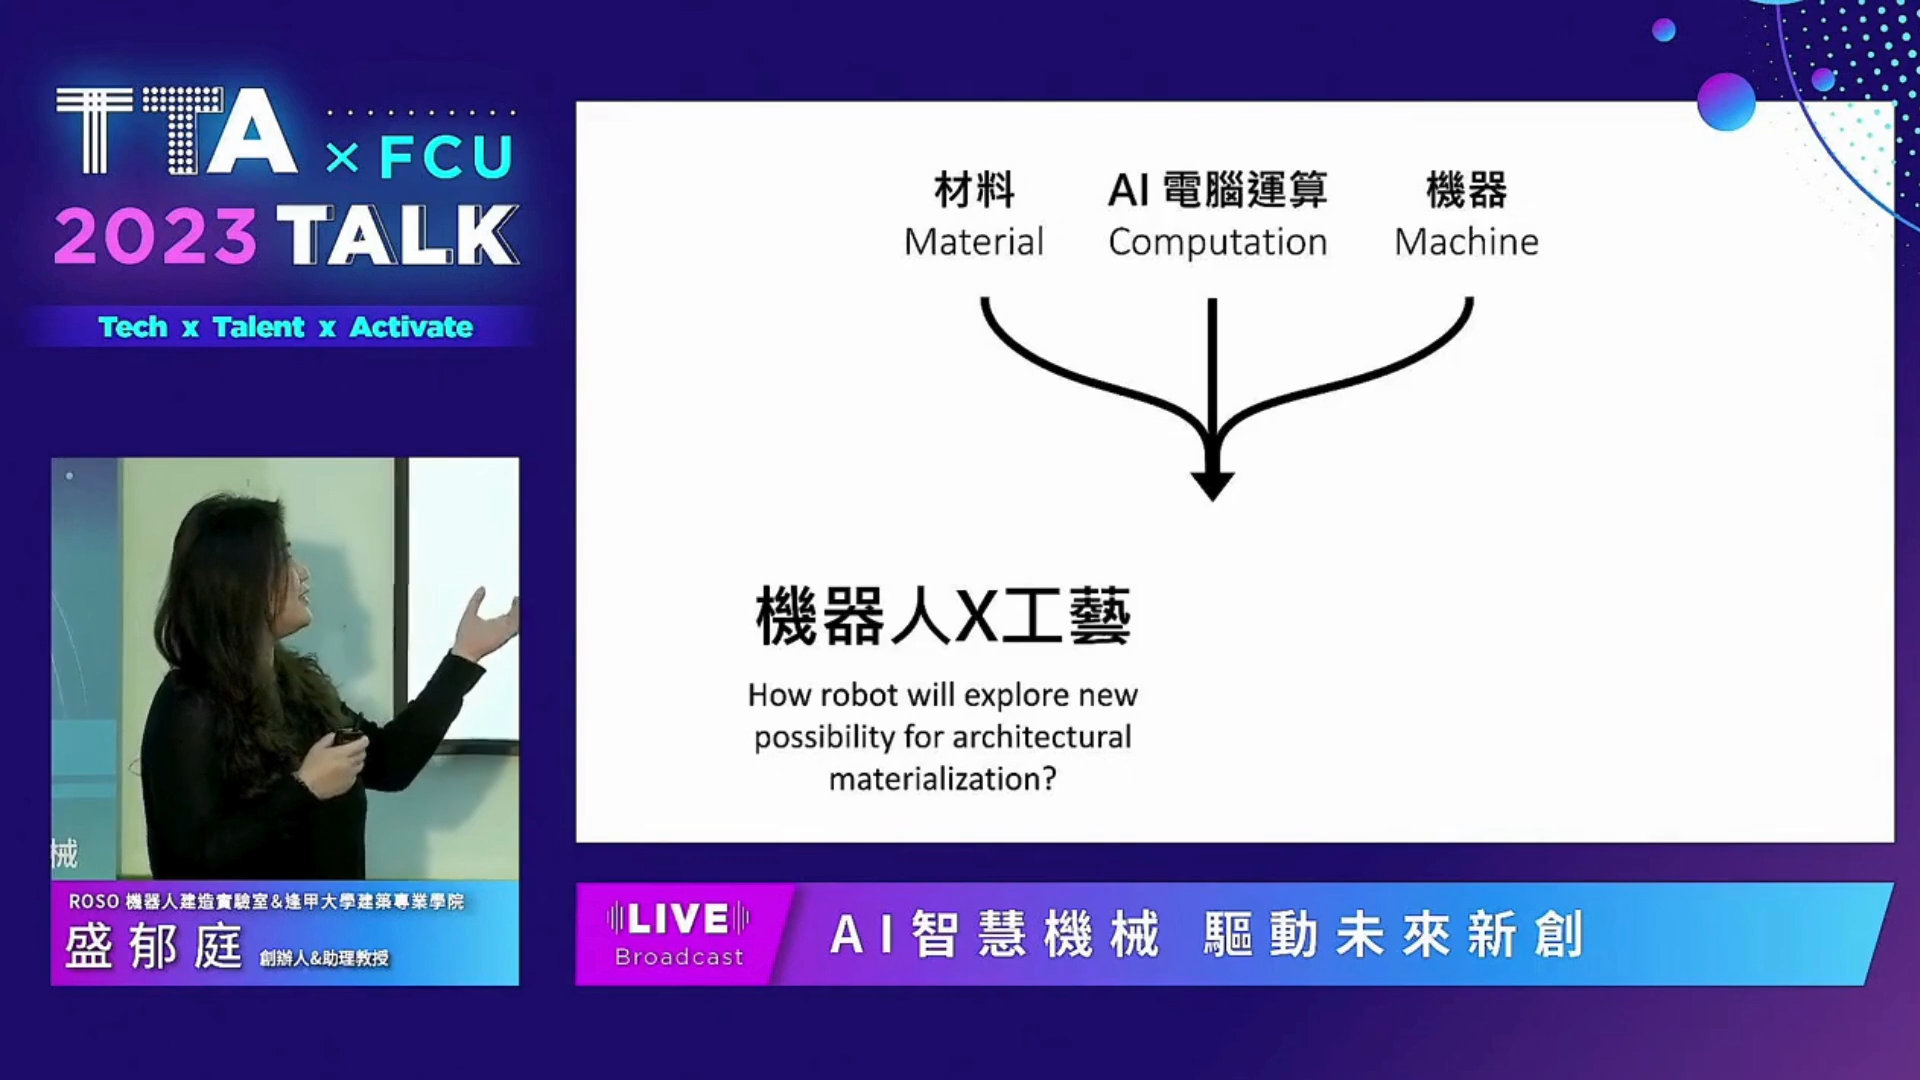 TTA × FCU
2023 TALK
Tech x Talent x Activate
材料 AI 電腦運算 機器
Material Computation Machine
機器人X工藝
How robot will explore new
possibility for architectural
materialization?
械
ROSO 機器人建造實驗室&逢甲大學建築專業學院
盛郁庭 創辦人&助理教授
LIVE
Broadcast
AI智慧機械 驅動未來新創